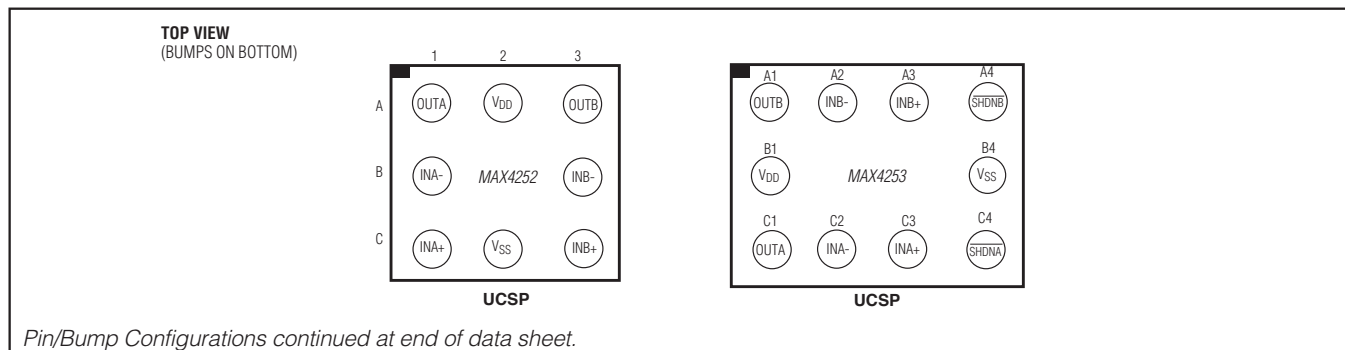 TOP VIEW
(BUMPS ON BOTTOM)
1 2 3
A OUTA VDD OUTB
B INA- MAX4252 INB-
C INA+ VSS INB+
UCSP
A1 A2 A3 A4
OUTB INB- INB+ SHDNB
B1 B4
VDD MAX4253 VSS
C1 C2 C3 C4
OUTA INA- INA+ SHDNA
UCSP
Pin/Bump Configurations continued at end of data sheet.